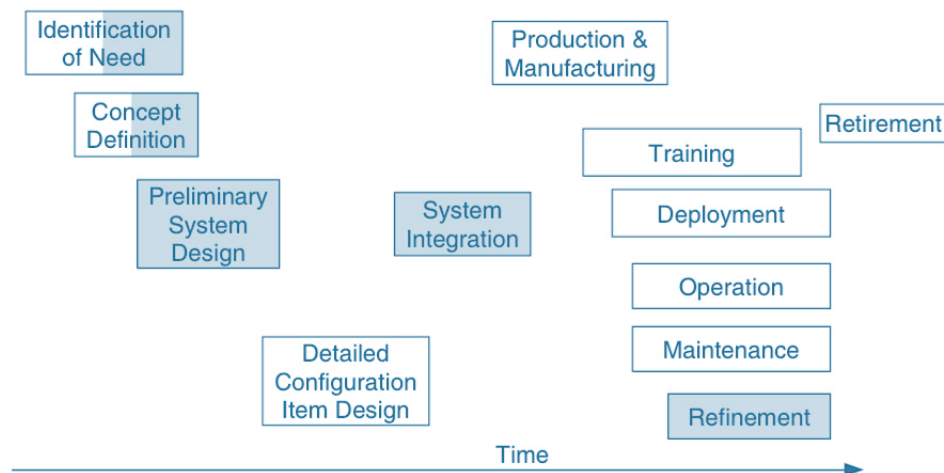 Identification
of Need
Production &
Manufacturing
Concept
Definition
Retirement
Training
Preliminary
System
Design
System
Integration
Deployment
Operation
Detailed
Configuration
Item Design
Maintenance
Refinement
Time